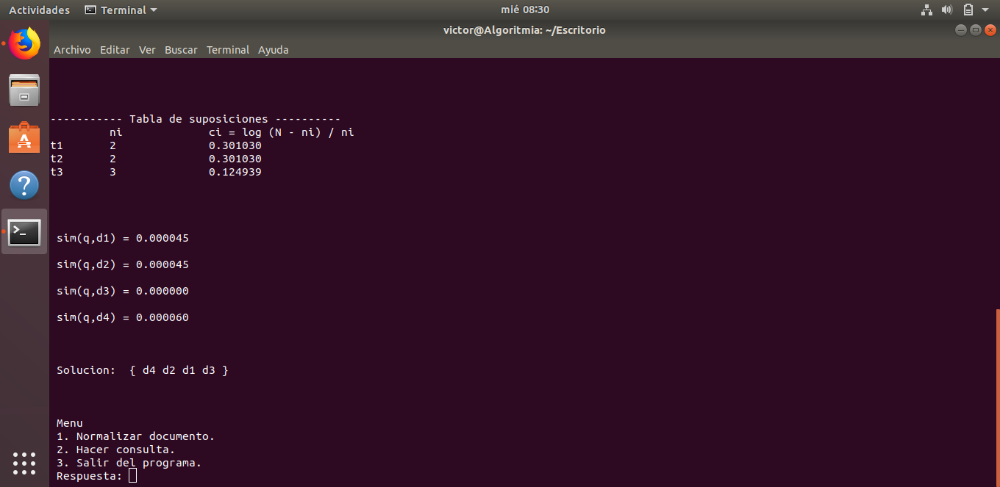 Actividades Terminal mié 08:30
victor@Algoritmia: ~/Escritorio
Archivo Editar Ver Buscar Terminal Ayuda
----------- Tabla de suposiciones ----------
ni ci = log (N - ni) / ni
t1 2 0.301030
t2 2 0.301030
t3 3 0.124939
sim(q,d1) = 0.000045
sim(q,d2) = 0.000045
sim(q,d3) = 0.000000
sim(q,d4) = 0.000060
Solucion: { d4 d2 d1 d3 }
Menu
1. Normalizar documento.
2. Hacer consulta.
3. Salir del programa.
Respuesta: